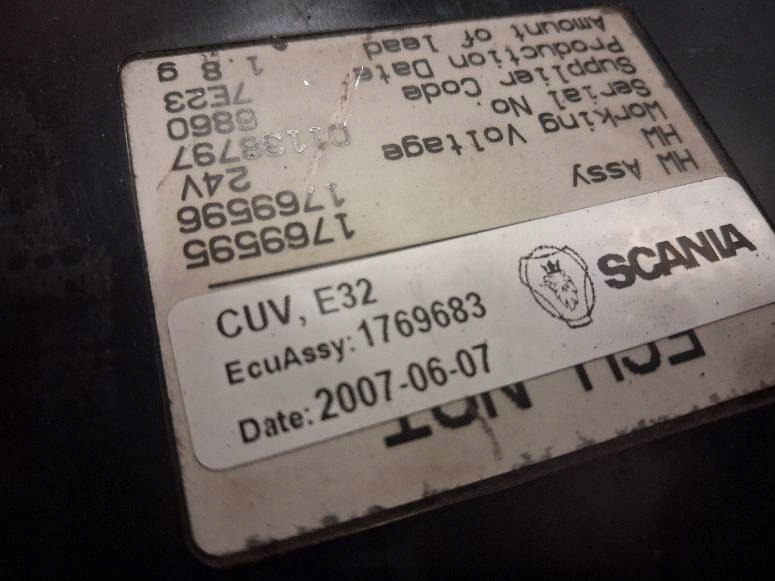 SCANIA
CUV, E32
EcuAssy: 1769683
Date: 2007-06-07
ECU NOT
HW Assy 1769595
HW 1769596
Working Voltage 24V
Serial No 01138797
Supplier Code 6860
Production Date 7E23
Amount of lead 1.8 g